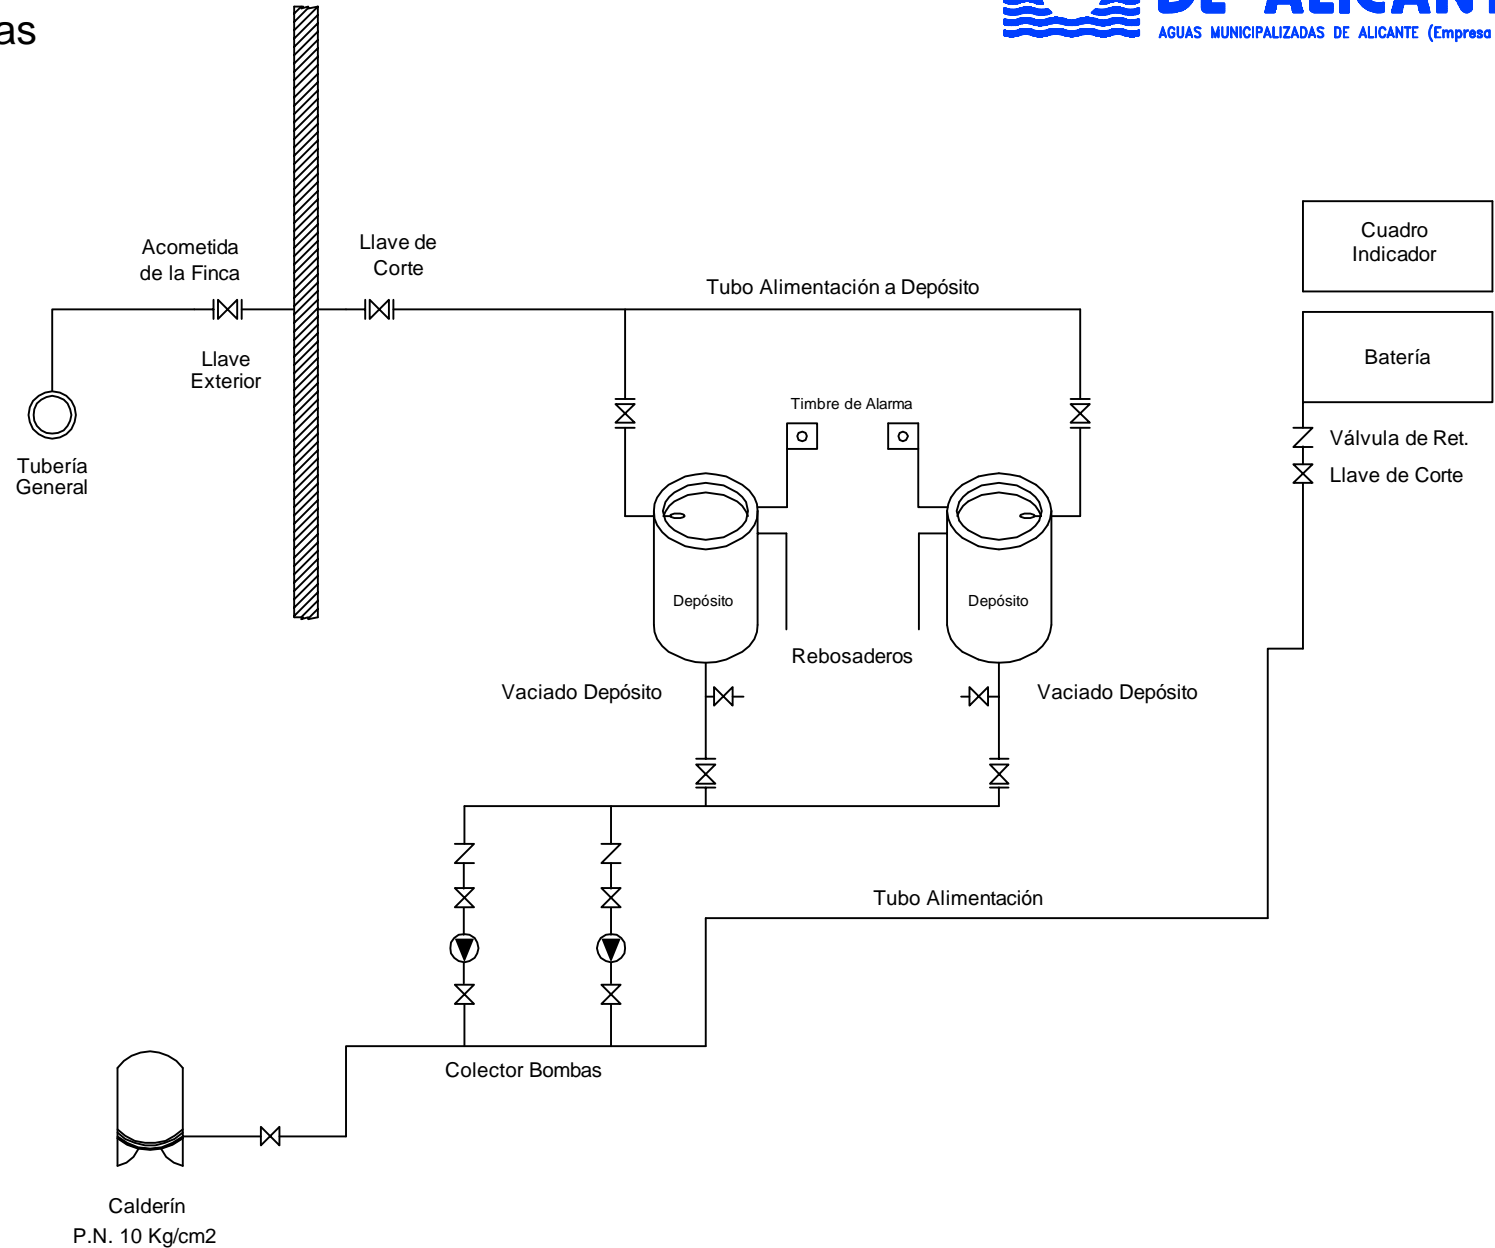 DE ALICANT
AGUAS MUNICIPALIZADAS DE ALICANTE (Empresa
as
Acometida
de la Finca
Llave de
Corte
Tubo Alimentación a Depósito
Cuadro
Indicador
Llave
Exterior
Batería
Timbre de Alarma
Válvula de Ret.
Llave de Corte
Tubería
General
Depósito
Depósito
Rebosaderos
Vaciado Depósito
Vaciado Depósito
Tubo Alimentación
Colector Bombas
Calderín
P.N. 10 Kg/cm2